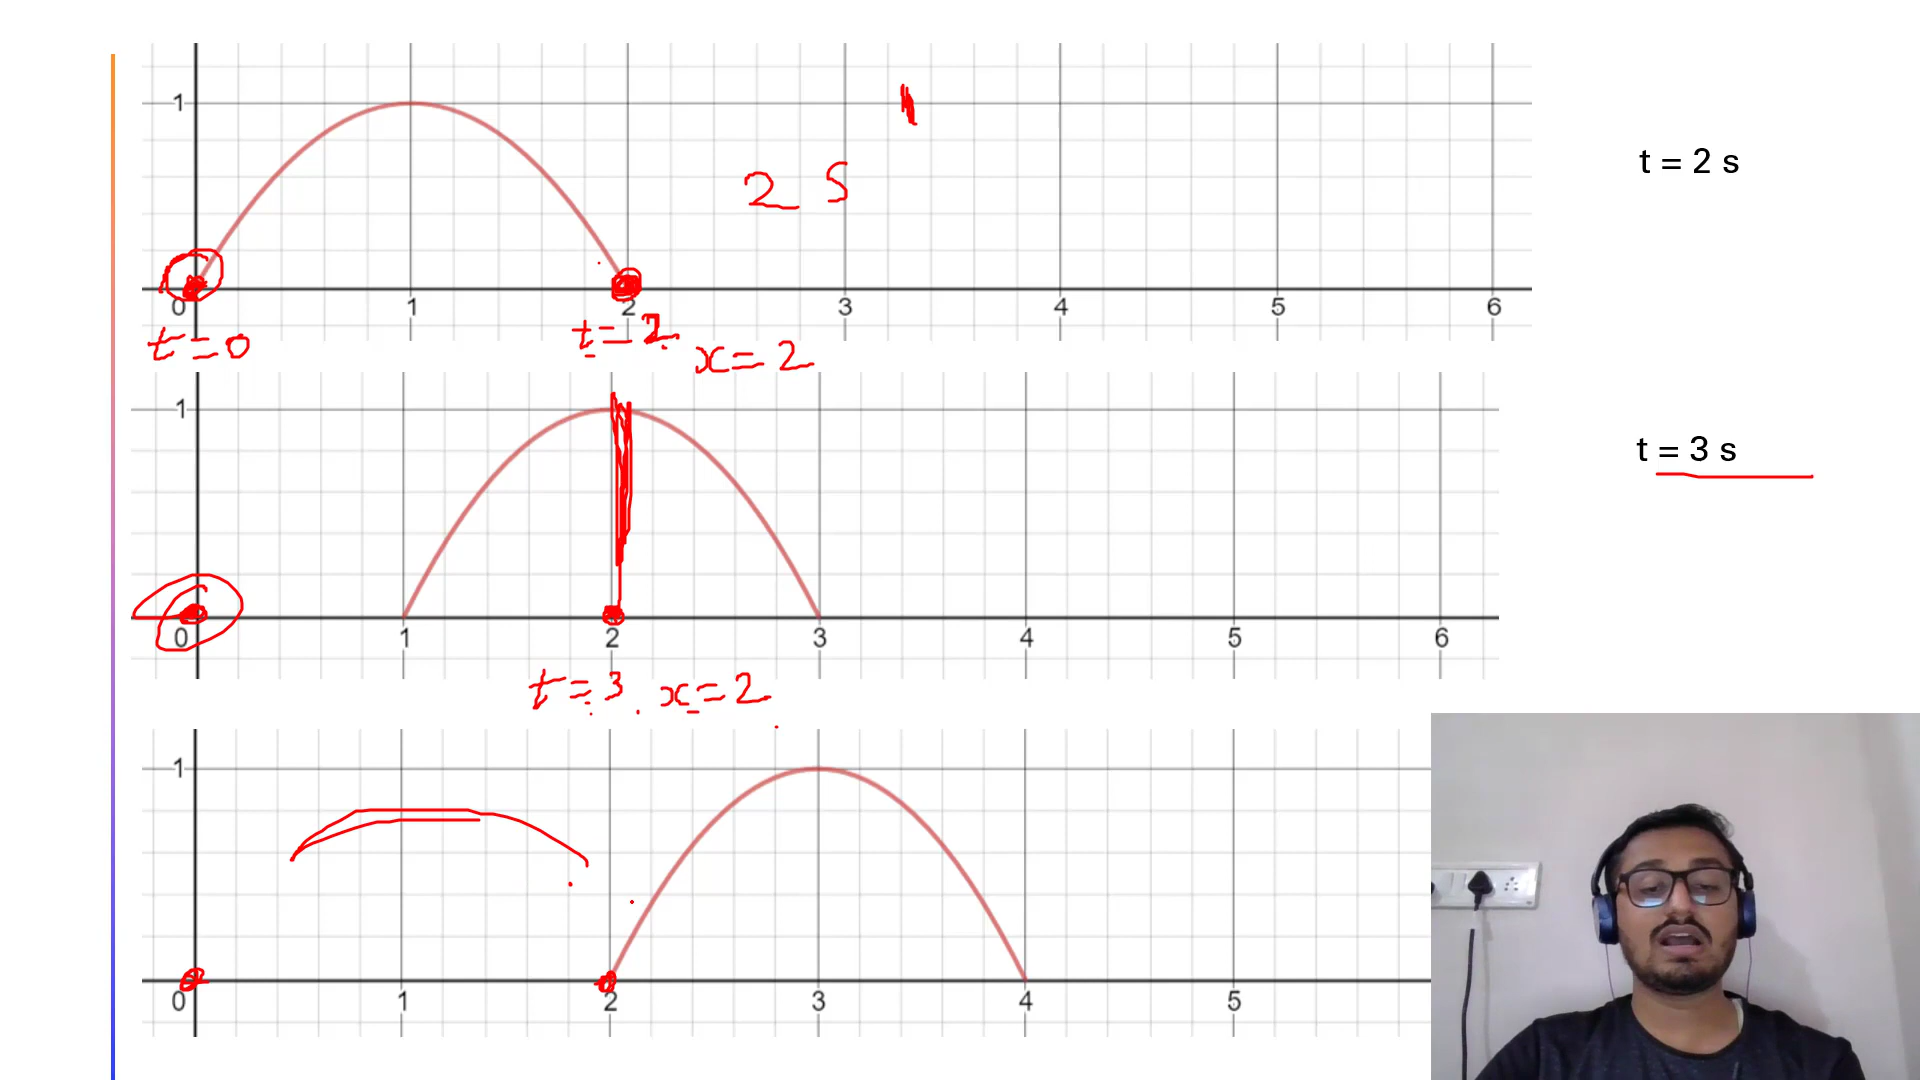 1
2 S
t = 2 s
0 1 2 3 4 5 6
t=0
t=2
x=2
1
t = 3 s
0 1 2 3 4 5 6
t=3 x=2
1
0 1 2 3 4 5